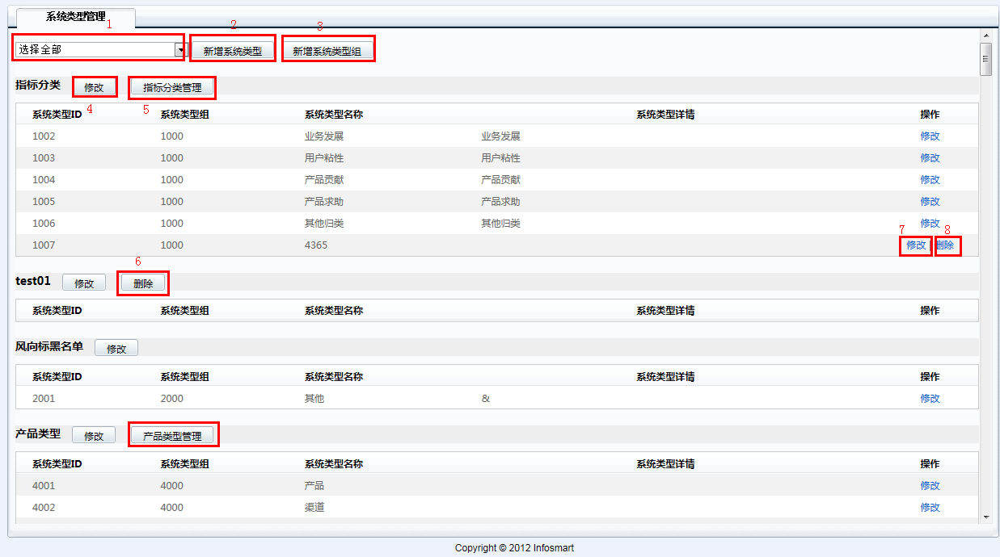 系统类型管理
1 2 3
选择全部 新增系统类型 新增系统类型组
指标分类 修改 指标分类管理
4 5
系统类型ID 系统类型组 系统类型名称 系统类型详情 操作
1002 1000 业务发展 业务发展 修改
1003 1000 用户粘性 用户粘性 修改
1004 1000 产品贡献 产品贡献 修改
1005 1000 产品求助 产品求助 修改
1006 1000 其他归类 其他归类 修改
7 8
1007 1000 4365 修改 删除
6
test01 修改 删除
系统类型ID 系统类型组 系统类型名称 系统类型详情 操作
风向标黑名单 修改
系统类型ID 系统类型组 系统类型名称 系统类型详情 操作
2001 2000 其他 & 修改
产品类型 修改 产品类型管理
系统类型ID 系统类型组 系统类型名称 系统类型详情 操作
4001 4000 产品 修改
4002 4000 渠道 修改
Copyright © 2012 Infosmart